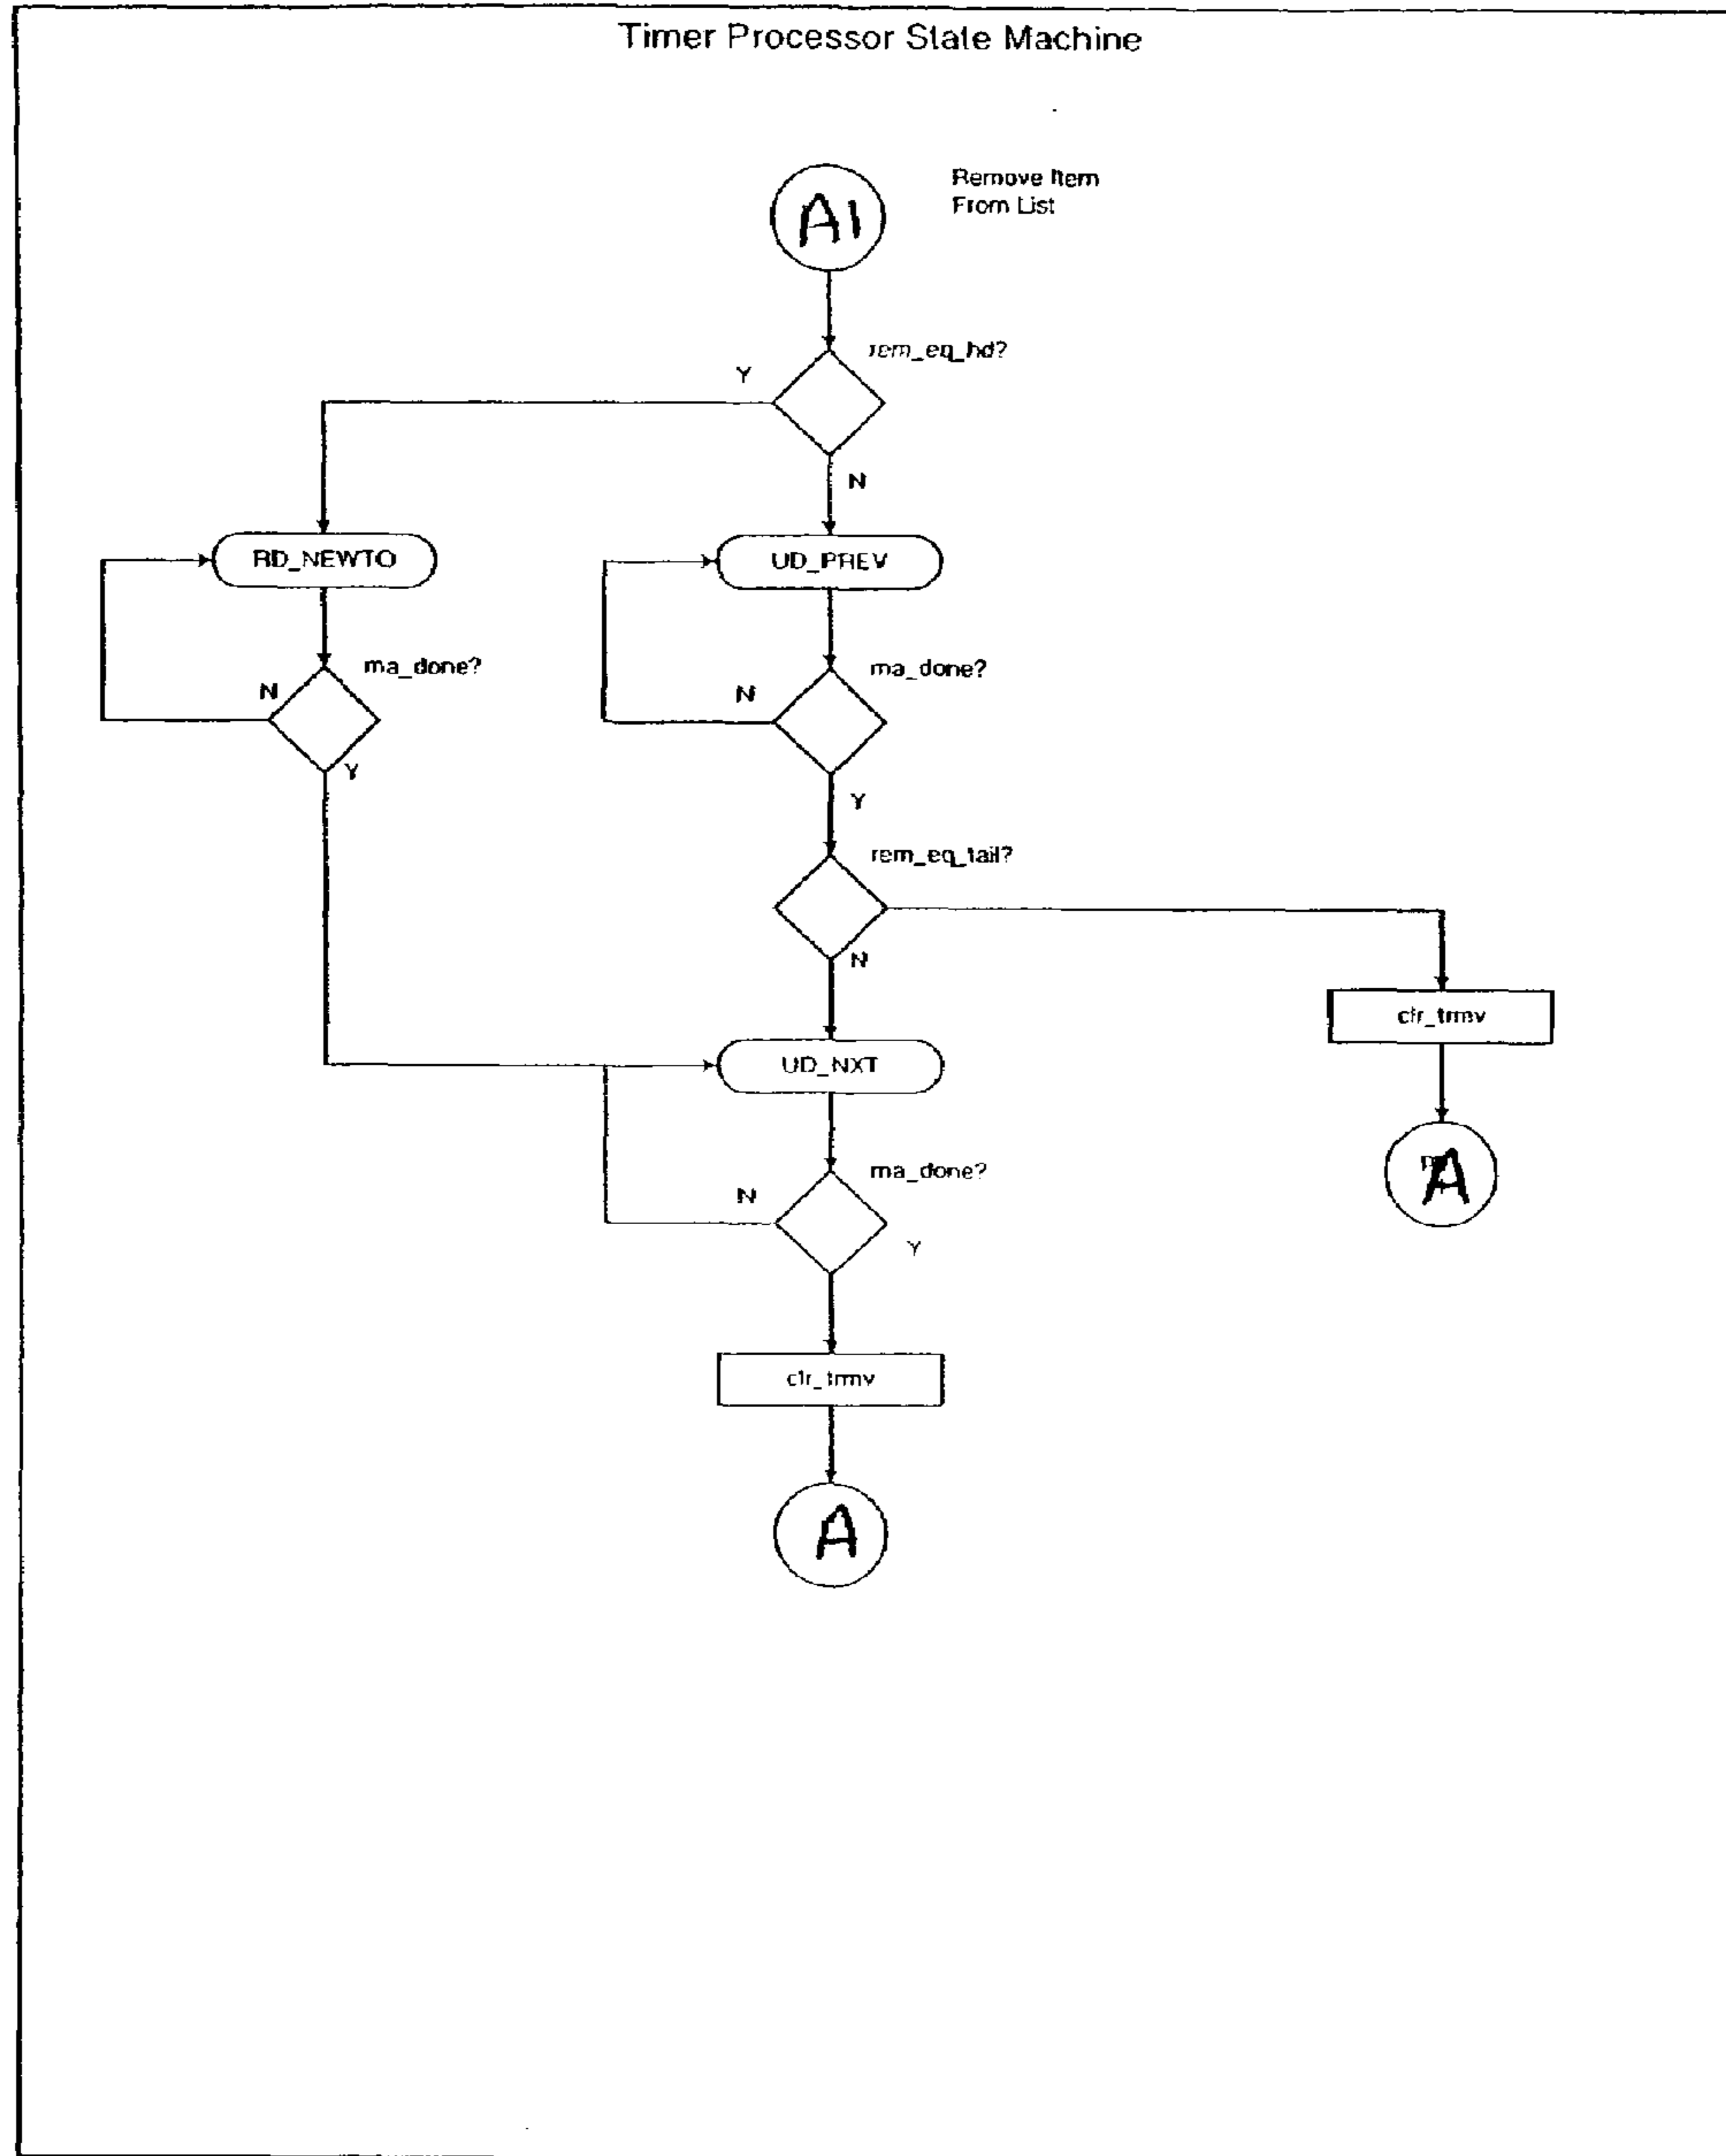 Timer Processor State Machine
A1
Remove Item
From List
rem_eq_hd?
Y
N
RD_NEWTO
UD_PREV
ma_done?
N
Y
ma_done?
N
Y
rem_eq_tail?
N
clr_trmv
UD_NXT
A
ma_done?
N
Y
clr_trmv
A